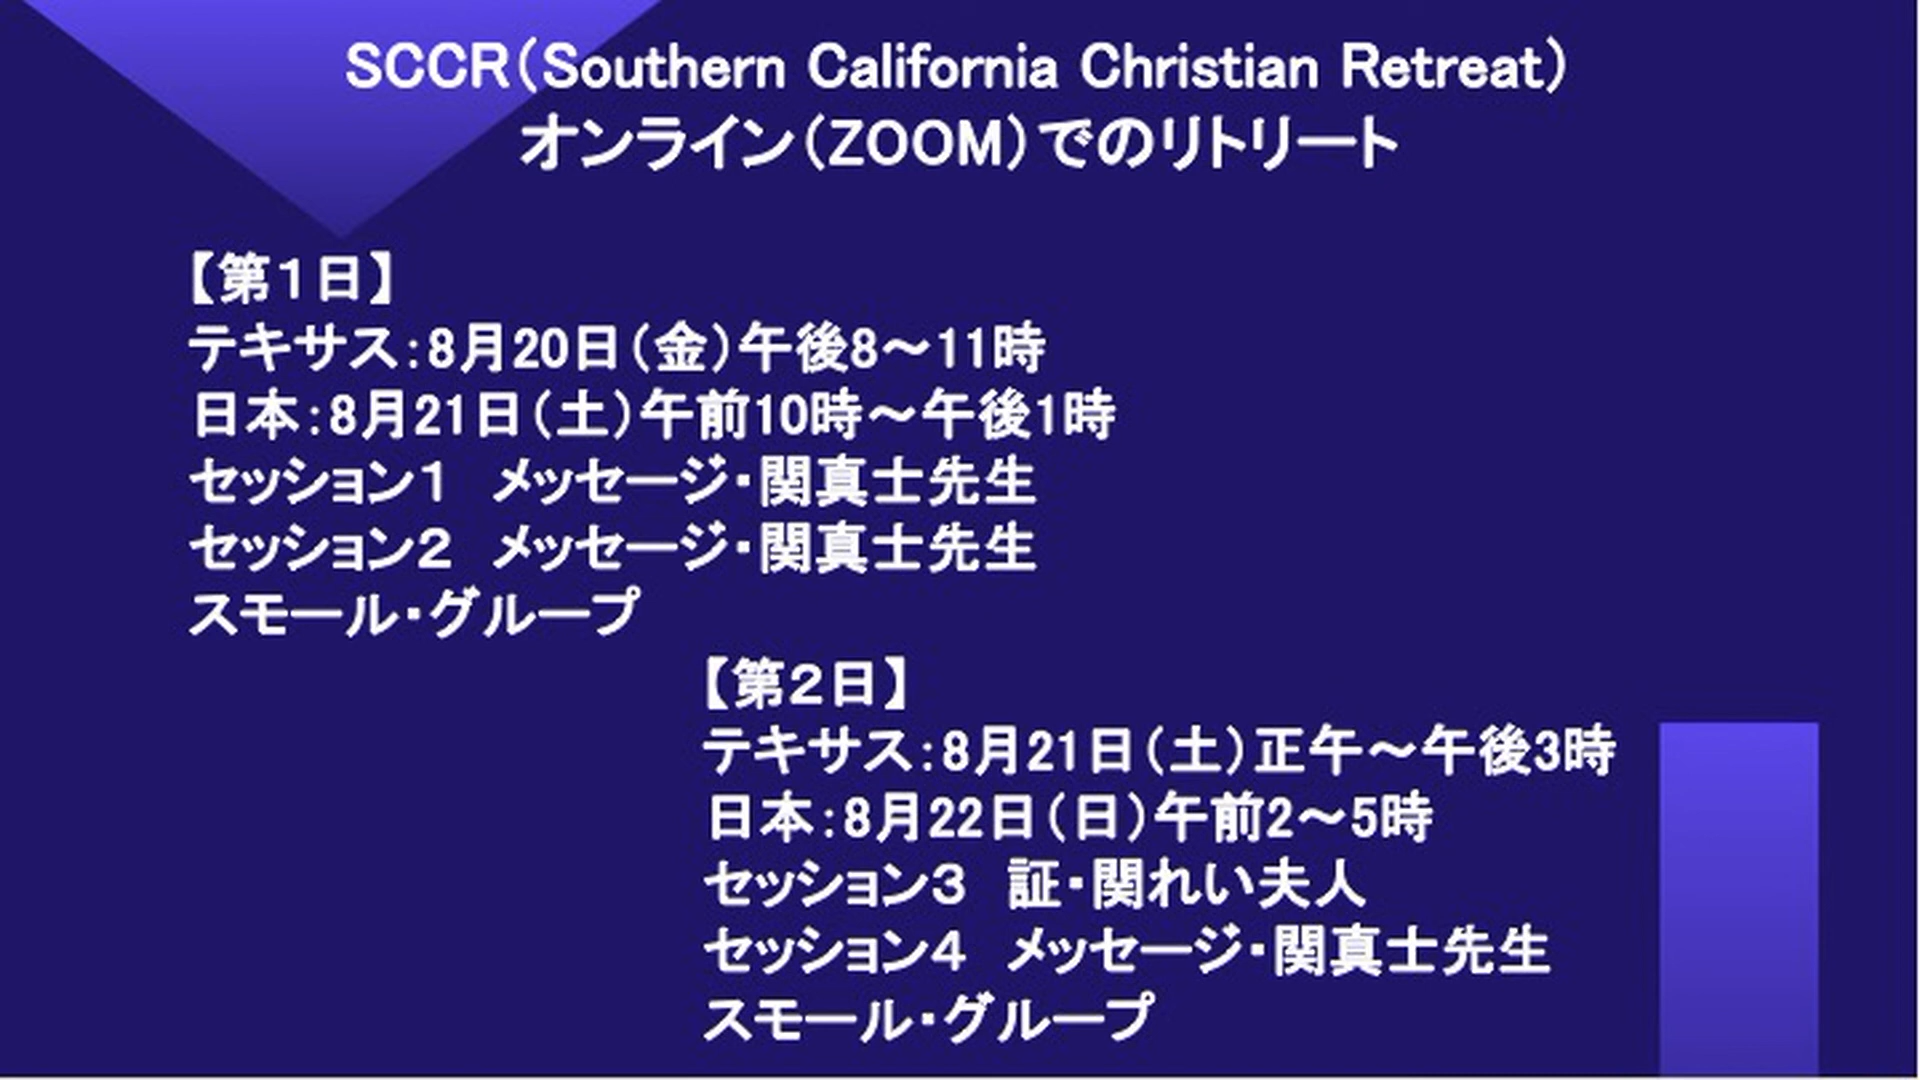 SCCR(Southern California Christian Retreat)
オンライン(ZOOM)でのリトリート
【第１日】
テキサス:8月20日(金)午後8～11時
日本:8月21日(土)午前10時～午後1時
セッション１　メッセージ・関真士先生
セッション２　メッセージ・関真士先生
スモール・グループ
【第２日】
テキサス:8月21日(土)正午～午後3時
日本:8月22日(日)午前2～5時
セッション３　証・関れい夫人
セッション４　メッセージ・関真士先生
スモール・グループ